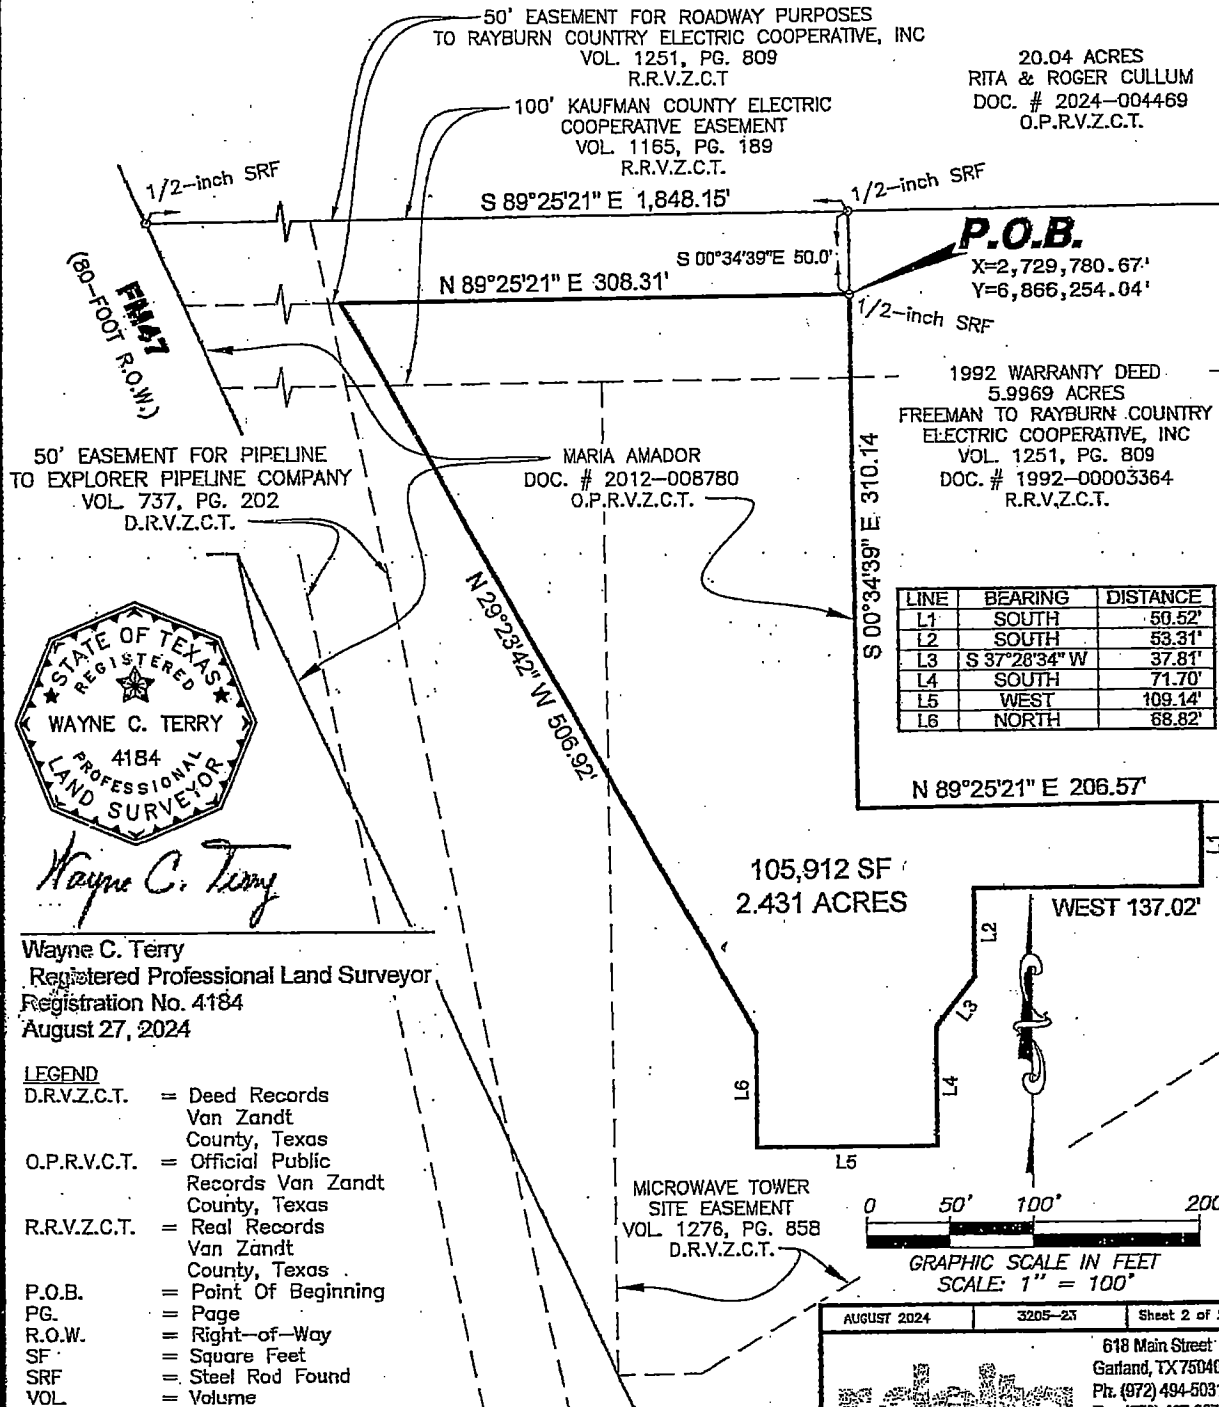 50' EASEMENT FOR ROADWAY PURPOSES
TO RAYBURN COUNTRY ELECTRIC COOPERATIVE, INC
VOL. 1251, PG. 809
R.R.V.Z.C.T
100' KAUFMAN COUNTY ELECTRIC
COOPERATIVE EASEMENT
VOL. 1165, PG. 189
R.R.V.Z.C.T.
20.04 ACRES
RITA & ROGER CULLUM
DOC. # 2024-004469
O.P.R.V.Z.C.T.
1/2-inch SRF
S 89°25'21" E 1,848.15'
1/2-inch SRF
P.O.B.
X=2,729,780.67'
Y=6,866,254.04'
S 00°34'39"E 50.0'
N 89°25'21" E 308.31'
1/2-inch SRF
FM47
(80-FOOT R.O.W.)
1992 WARRANTY DEED
5.9969 ACRES
FREEMAN TO RAYBURN COUNTRY
ELECTRIC COOPERATIVE, INC
VOL. 1251, PG. 809
DOC. # 1992-00003364
R.R.V.Z.C.T.
50' EASEMENT FOR PIPELINE
TO EXPLORER PIPELINE COMPANY
VOL. 737, PG. 202
D.R.V.Z.C.T.
MARIA AMADOR
DOC. # 2012-008780
O.P.R.V.Z.C.T.
S 00°34'39" E 310.14
N 29°23'42" W 506.92'
LINE BEARING DISTANCE
L1 SOUTH 50.52'
L2 SOUTH 53.31'
L3 S 37°28'34" W 37.81'
L4 SOUTH 71.70'
L5 WEST 109.14'
L6 NORTH 68.82'
STATE OF TEXAS
REGISTERED
WAYNE C. TERRY
4184
PROFESSIONAL
LAND SURVEYOR
N 89°25'21" E 206.57'
L1
105,912 SF
2.431 ACRES
WEST 137.02'
L2
L3
L4
L5
L6
Wayne C. Terry
Wayne C. Terry
Registered Professional Land Surveyor
Registration No. 4184
August 27, 2024
LEGEND
D.R.V.Z.C.T. = Deed Records
Van Zandt
County, Texas
O.P.R.V.C.T. = Official Public
Records Van Zandt
County, Texas
R.R.V.Z.C.T. = Real Records
Van Zandt
County, Texas
P.O.B. = Point Of Beginning
PG. = Page
R.O.W. = Right-of-Way
SF = Square Feet
SRF = Steel Rod Found
VOL. = Volume
MICROWAVE TOWER
SITE EASEMENT
VOL. 1276, PG. 858
D.R.V.Z.C.T.
0 50' 100' 200
GRAPHIC SCALE IN FEET
SCALE: 1" = 100'
AUGUST 2024 3205-23 Sheet 2 of
618 Main Street
Garland, TX 75040
Ph. (972) 494-5031